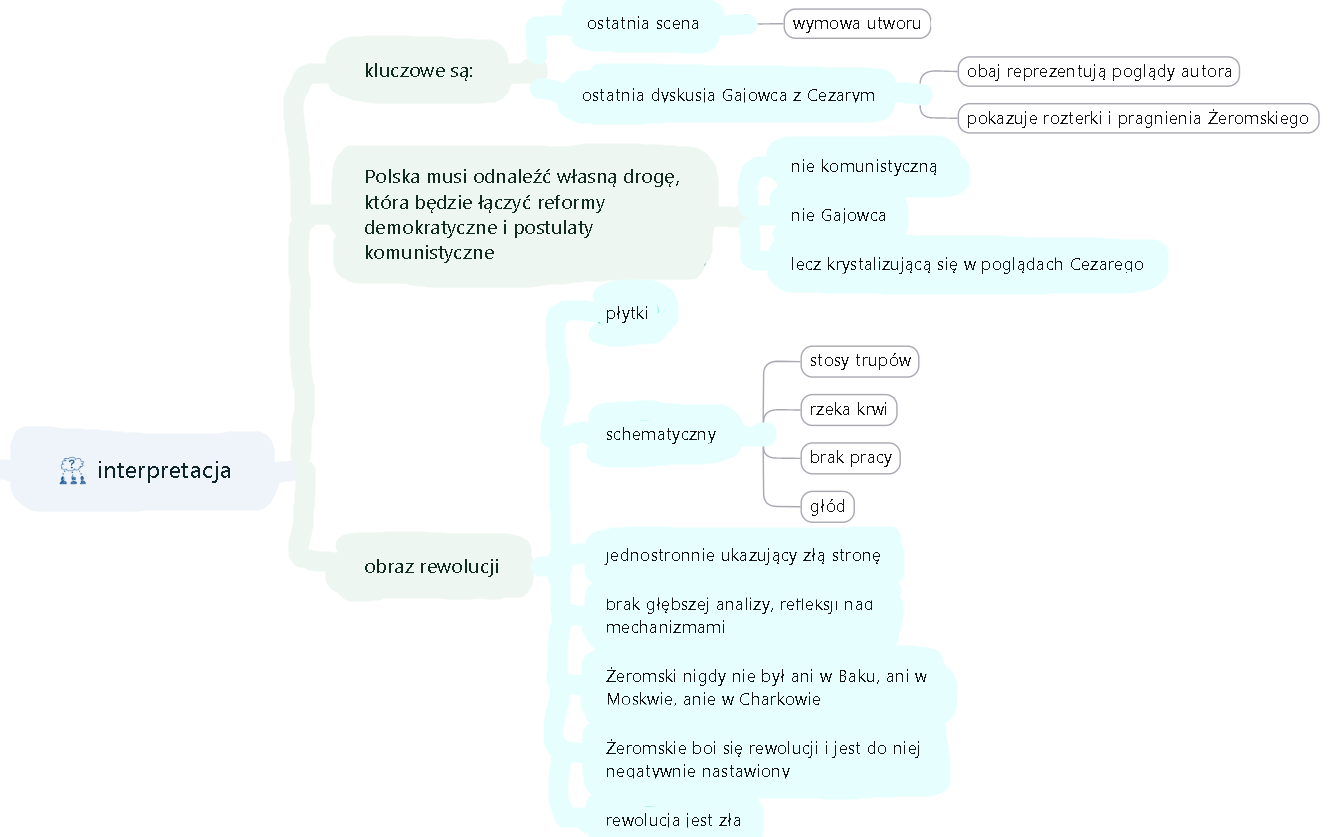 ostatnia scena
wymowa utworu
kluczowe są:
ostatnia dyskusja Gajowca z Cezarym
obaj reprezentują poglądy autora
pokazuje rozterki i pragnienia Żeromskiego
Polska musi odnaleźć własną drogę,
która będzie łączyć reformy
demokratyczne i postulaty
komunistyczne
nie komunistyczną
nie Gajowca
lecz krystalizującą się w poglądach Cezarego
interpretacja
obraz rewolucji
płytki
schematyczny
stosy trupów
rzeka krwi
brak pracy
głód
jednostronnie ukazujący złą stronę
brak głębszej analizy, refleksji nad
mechanizmami
Żeromski nigdy nie był ani w Baku, ani w
Moskwie, anie w Charkowie
Żeromskie boi się rewolucji i jest do niej
negatywnie nastawiony
rewolucja jest zła